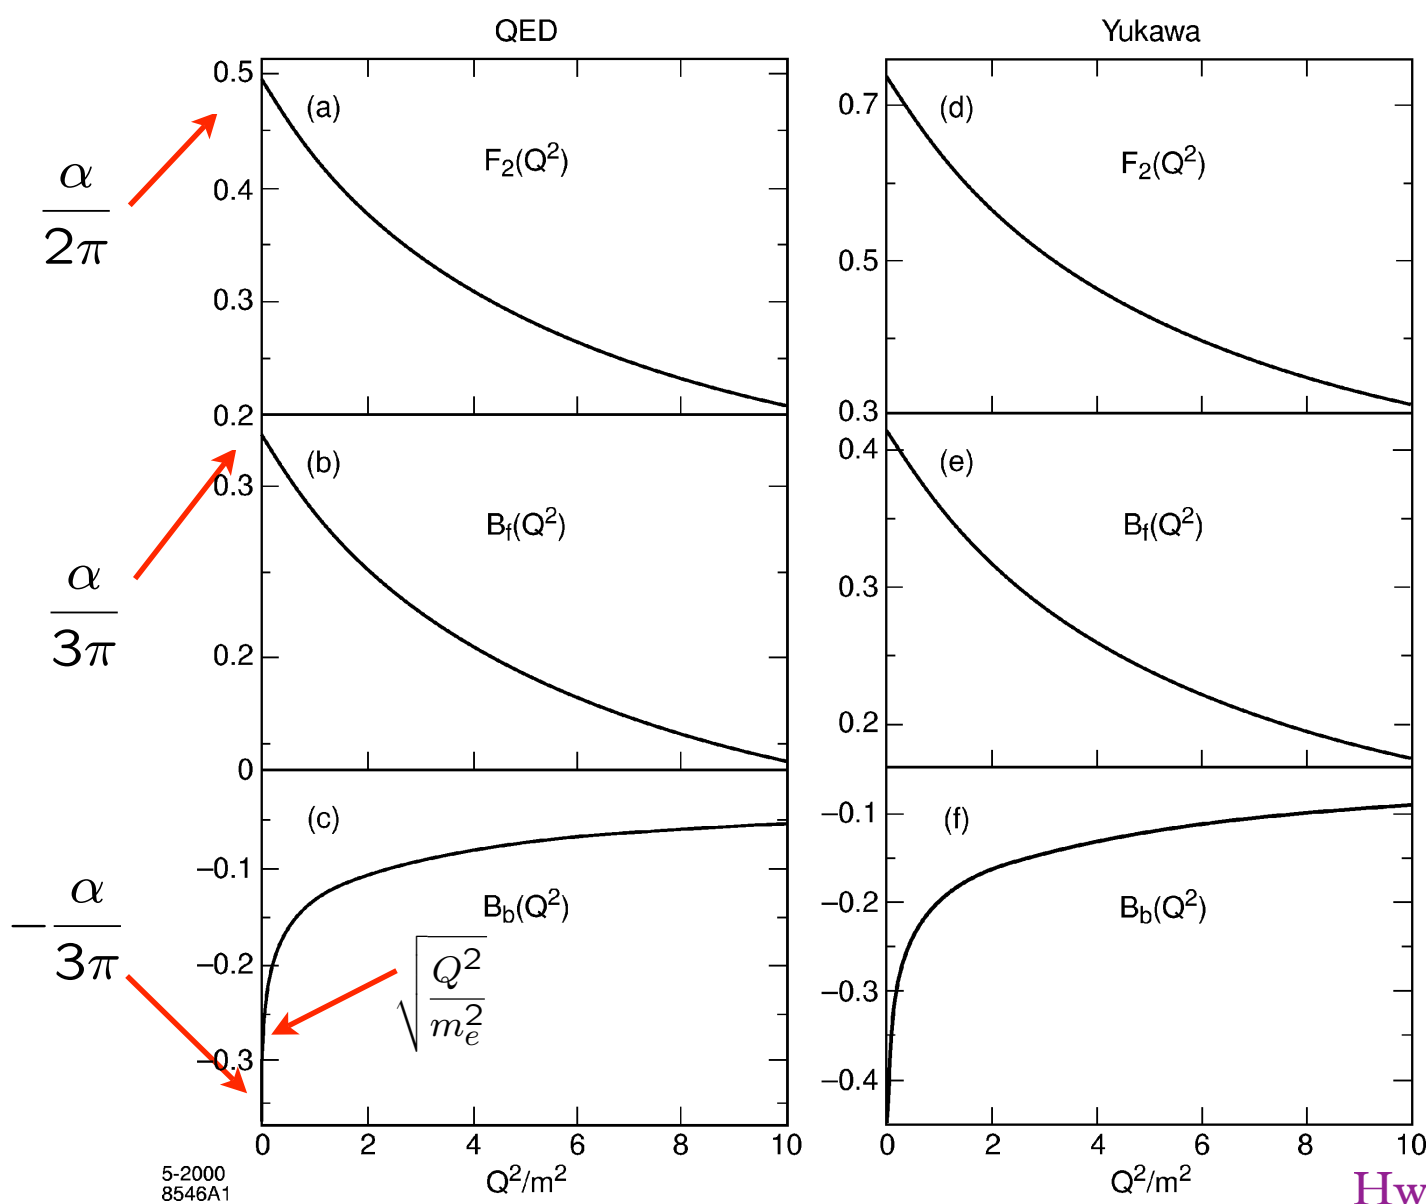 QED
Yukawa
0.5
(a)
F₂(Q²)
α/2π
0.4
0.3
0.2
(d)
F₂(Q²)
0.7
0.5
0.3
(b)
B_f(Q²)
0.3
α/3π
0.2
0
(e)
B_f(Q²)
0.4
0.3
0.2
(c)
B_b(Q²)
−0.1
−α/3π
−0.2
√(Q²/mₑ²)
−0.3
(f)
B_b(Q²)
−0.1
−0.2
−0.3
−0.4
0 2 4 6 8 10
Q²/m²
0 2 4 6 8 10
Q²/m²
5-2000
8546A1
Hw